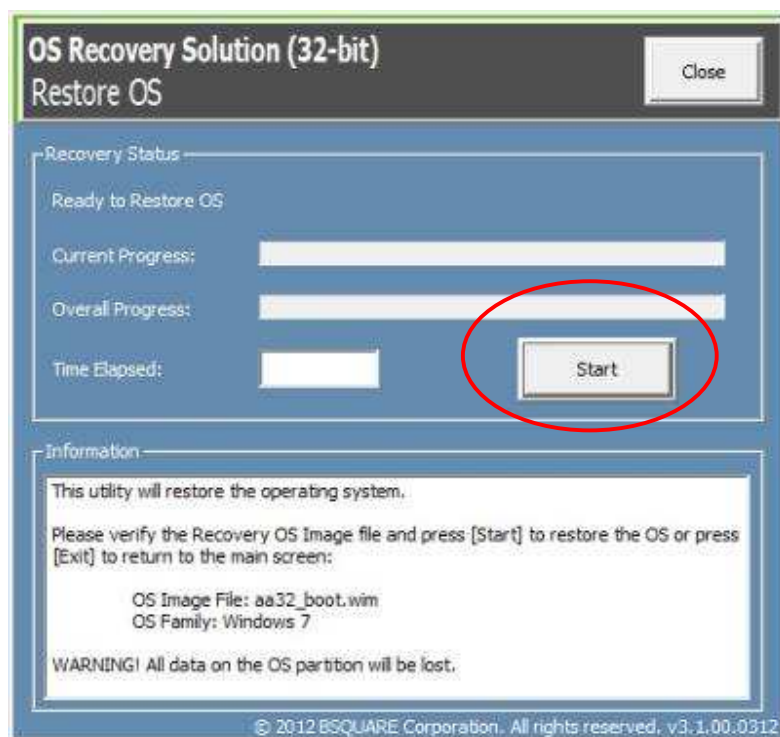 OS Recovery Solution (32-bit)
Restore OS
Close
Recovery Status
Ready to Restore OS
Current Progress:
Overall Progress:
Time Elapsed:
Start
Information
This utility will restore the operating system.
Please verify the Recovery OS Image file and press [Start] to restore the OS or press
[Exit] to return to the main screen:
OS Image File: aa32_boot.wim
OS Family: Windows 7
WARNING! All data on the OS partition will be lost.
© 2012 BSQUARE Corporation. All rights reserved. v3.1.00.0312